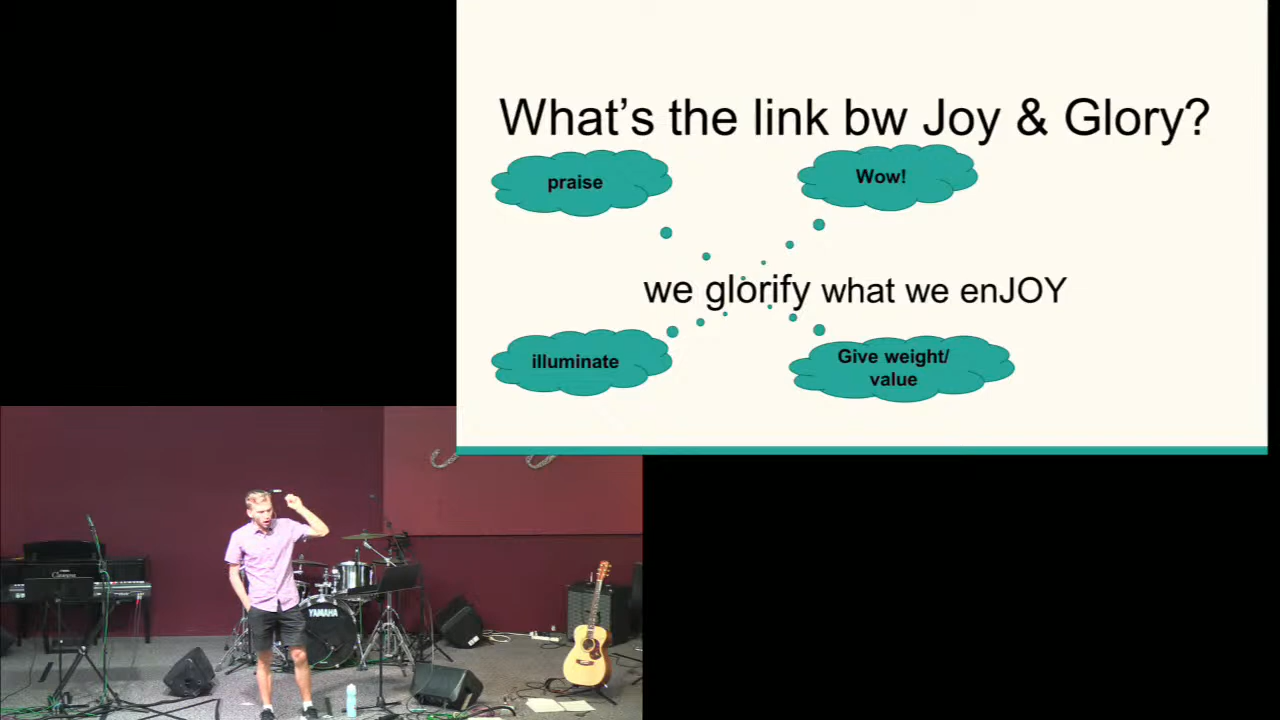 What's the link bw Joy & Glory?
praise
Wow!
we glorify what we enJOY
illuminate
Give weight/
value
YAMAHA